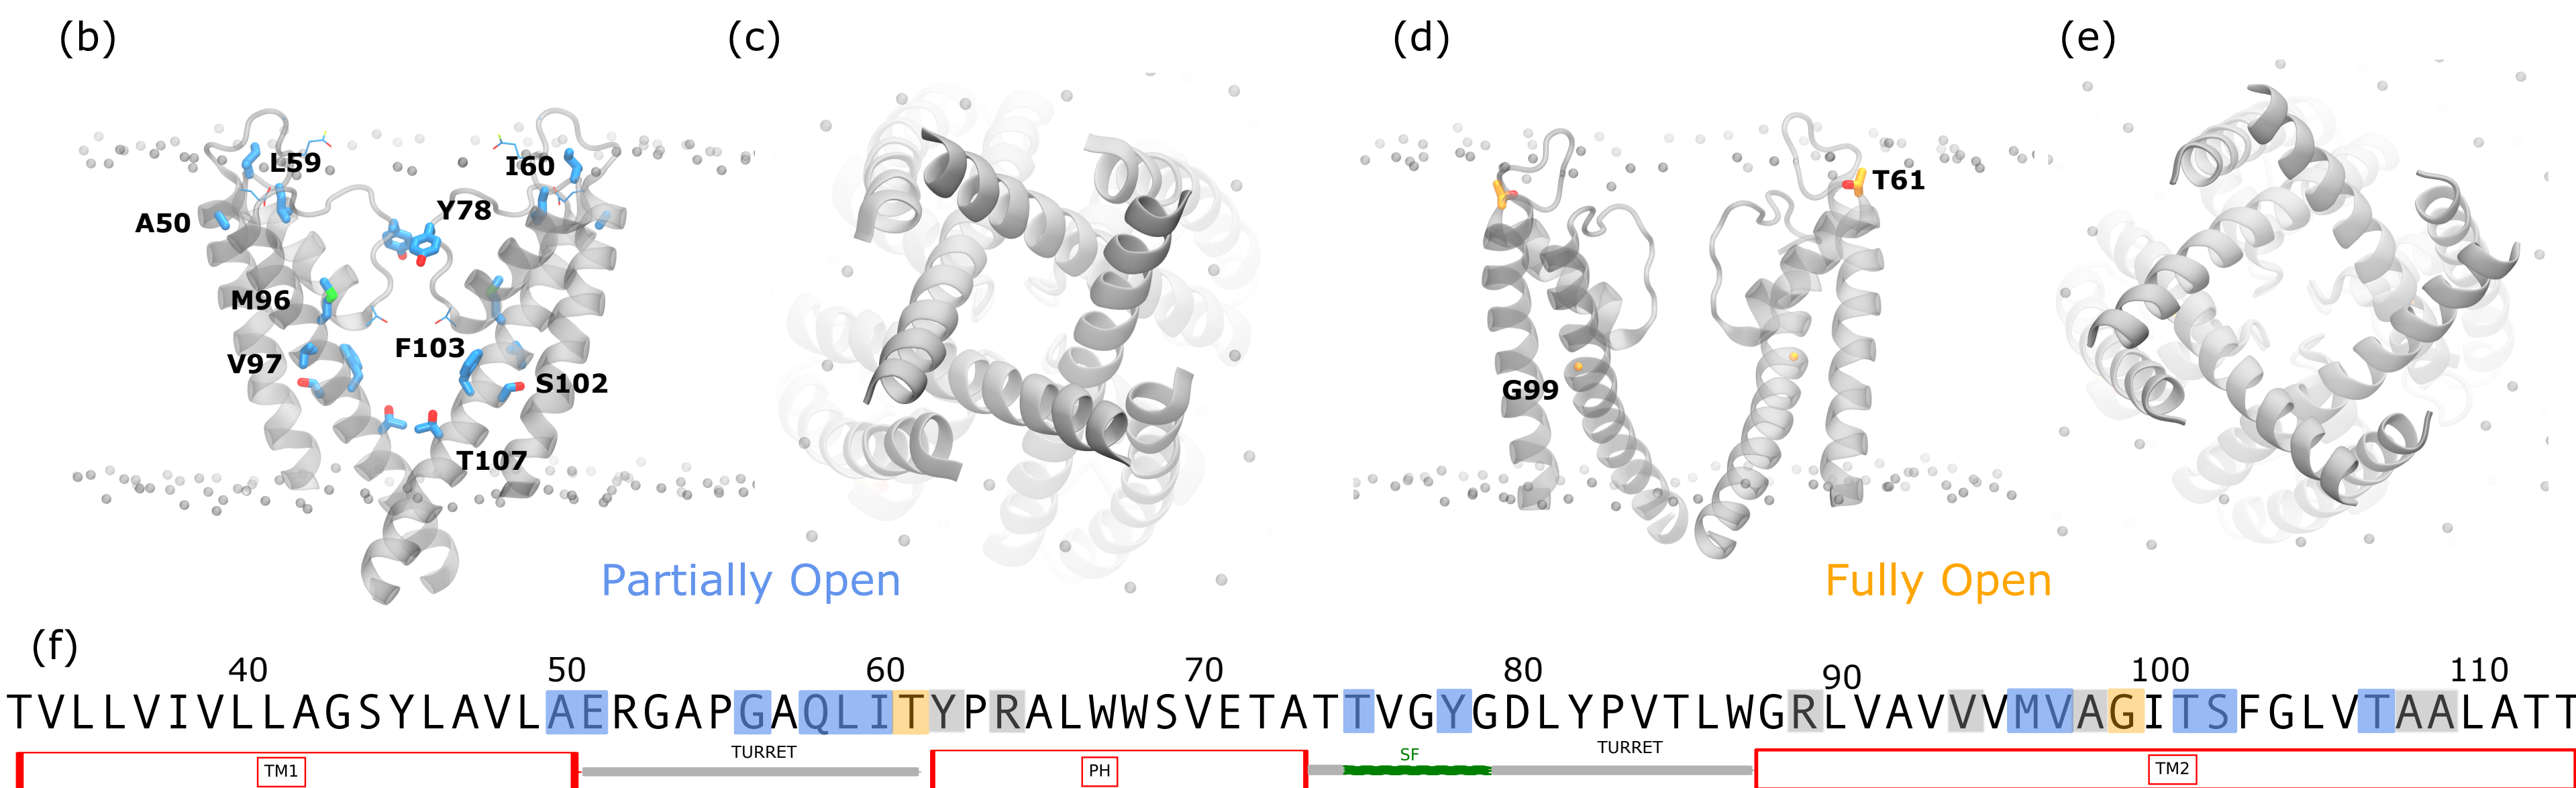 (b)
(c)
(d)
(e)
L59
I60
A50
Y78
M96
F103
V97
S102
T107
T61
G99
Partially Open
Fully Open
(f)
40 50 60 70 80 90 100 110
TVLLVIVLLAGSYLAVLAERGAPGAQLITYPRALWWSVETATTVGYGDLYPVTLWGRLVAVVVMVAGITSFGLVTAALATT
TM1
TURRET
PH
SF
TURRET
TM2